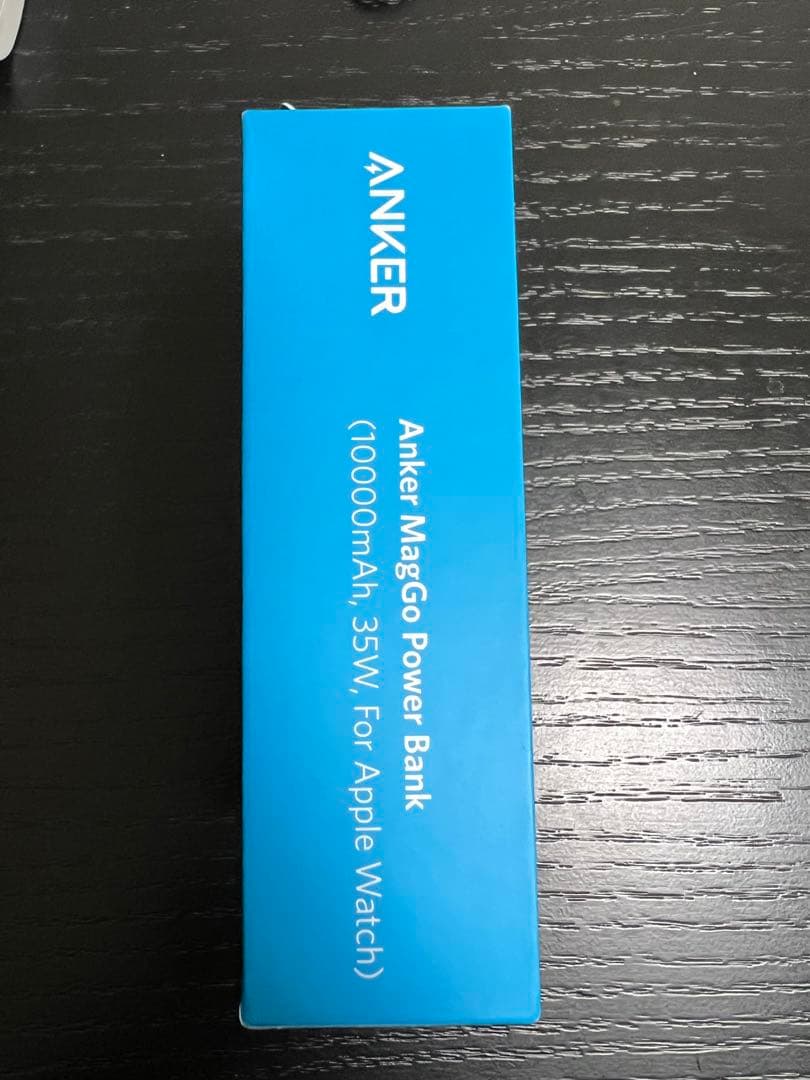 ANKER
Anker MagGo Power Bank
(10000mAh, 35W, For Apple Watch)